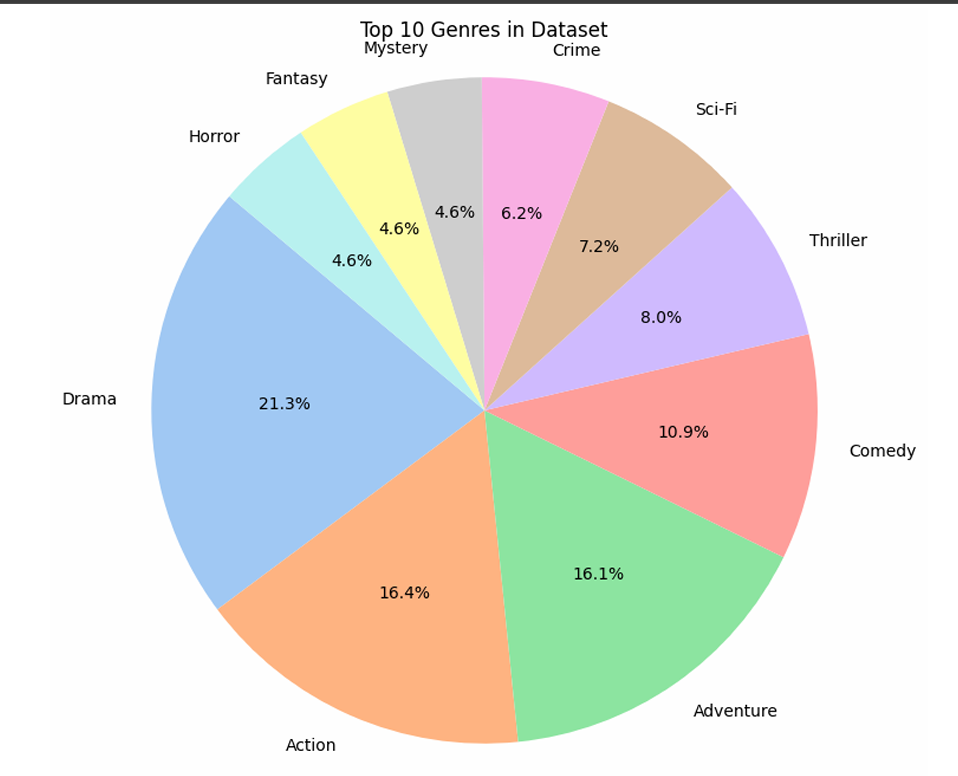 Top 10 Genres in Dataset
Mystery
Crime
Fantasy
Sci-Fi
Horror
4.6%
6.2%
4.6%
7.2%
Thriller
4.6%
8.0%
Drama
21.3%
10.9%
Comedy
16.1%
16.4%
Adventure
Action